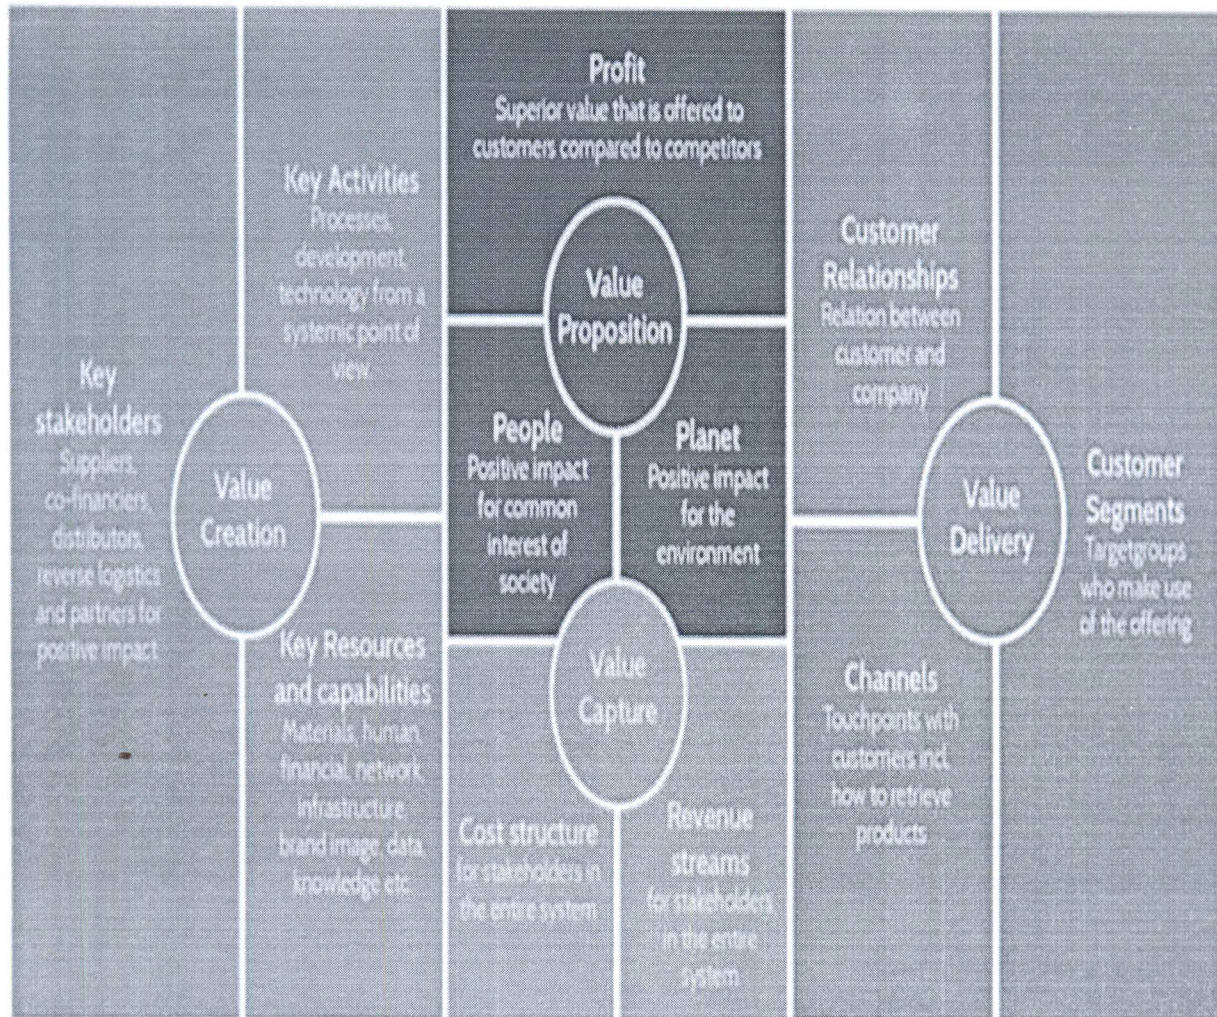 Key
stakeholders
Suppliers,
co-financiers,
distributors,
reverse logistics
and partners for
positive impact.
Value
Creation
Key Activities
Processes,
development,
technology from a
systemic point of
view
Key Resources
and capabilities
Materials, human,
financial, network,
infrastructure,
brand image, data,
knowledge etc.
Profit
Superior value that is offered to
customers compared to competitors
Value
Proposition
People
Positive impact
for common
interest of
society
Planet
Positive impact
for the
environment
Value
Capture
Cost structure
for stakeholders in
the entire system
Revenue
streams
for stakeholders
in the entire
system
Customer
Relationships
Relation between
customer and
company
Value
Delivery
Channels
Touchpoints with
customers incl.
how to retrieve
products
Customer
Segments
Targetgroups
who make use
of the offering